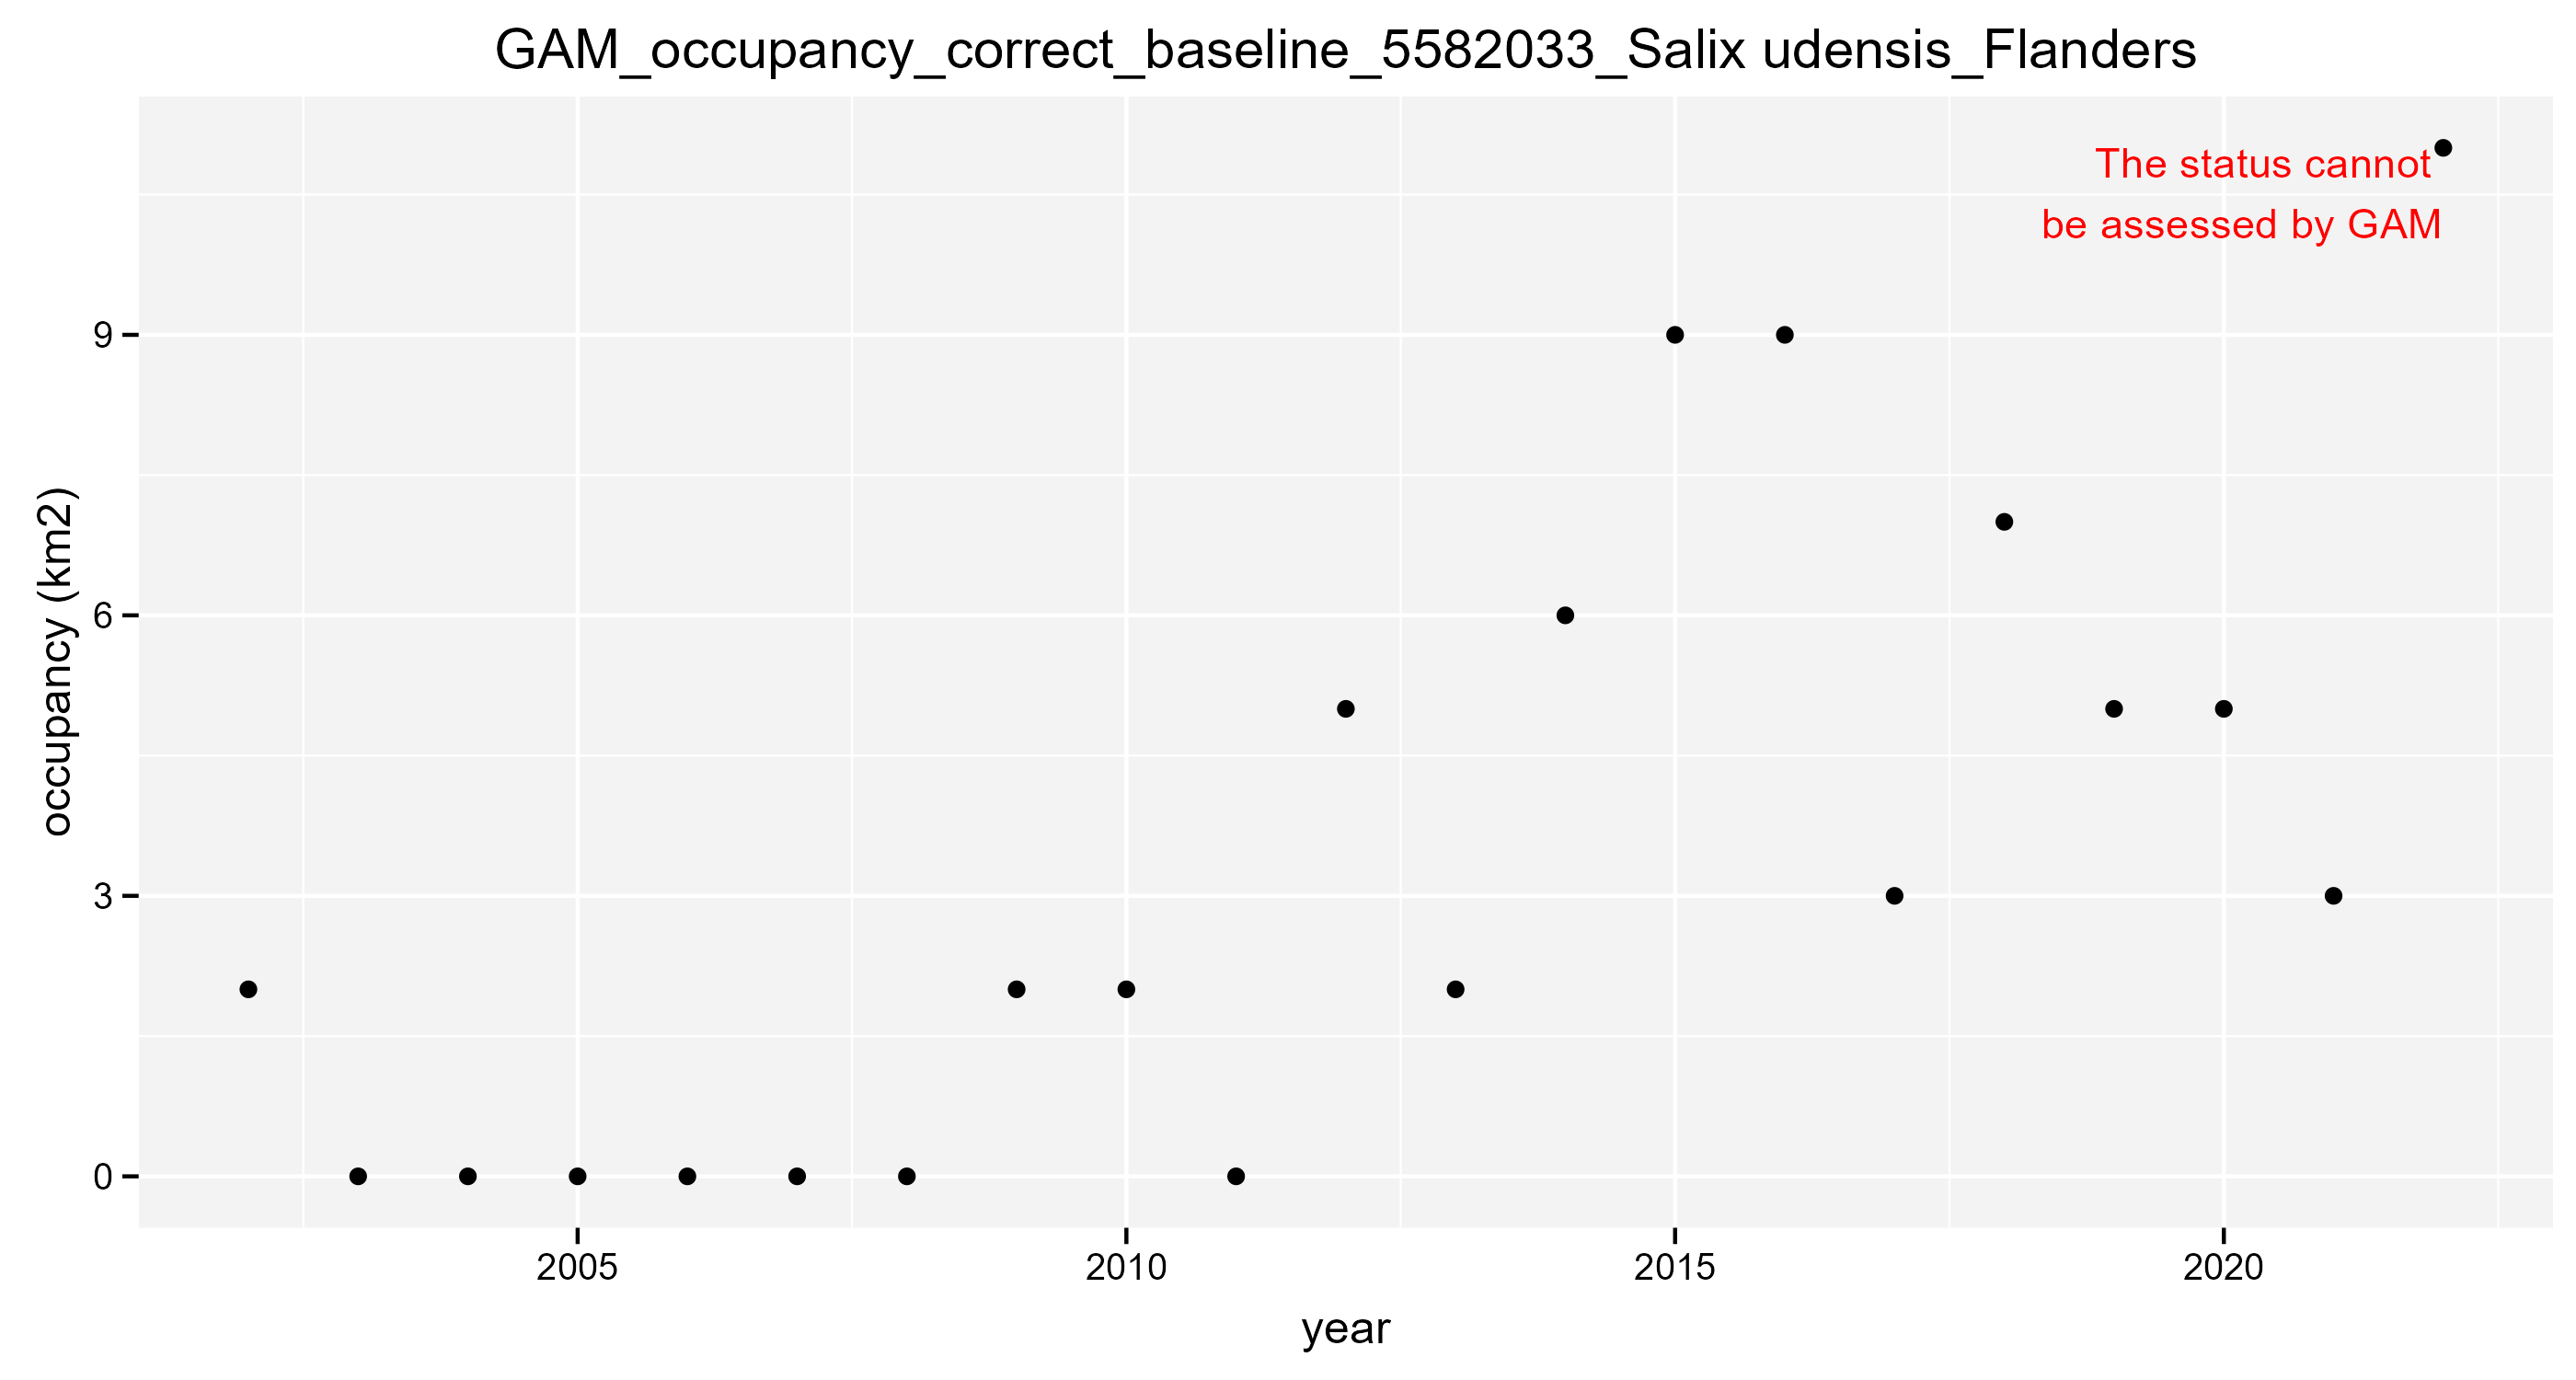 GAM_occupancy_correct_baseline_5582033_Salix udensis_Flanders
The status cannot
be assessed by GAM
9
6
3
0
occupancy (km2)
2005
2010
2015
2020
year